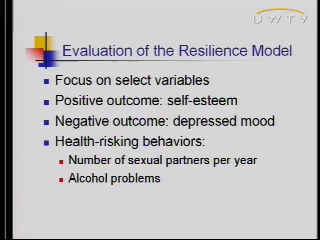 UWTV
Evaluation of the Resilience Model
Focus on select variables
Positive outcome: self-esteem
Negative outcome: depressed mood
Health-risking behaviors:
Number of sexual partners per year
Alcohol problems